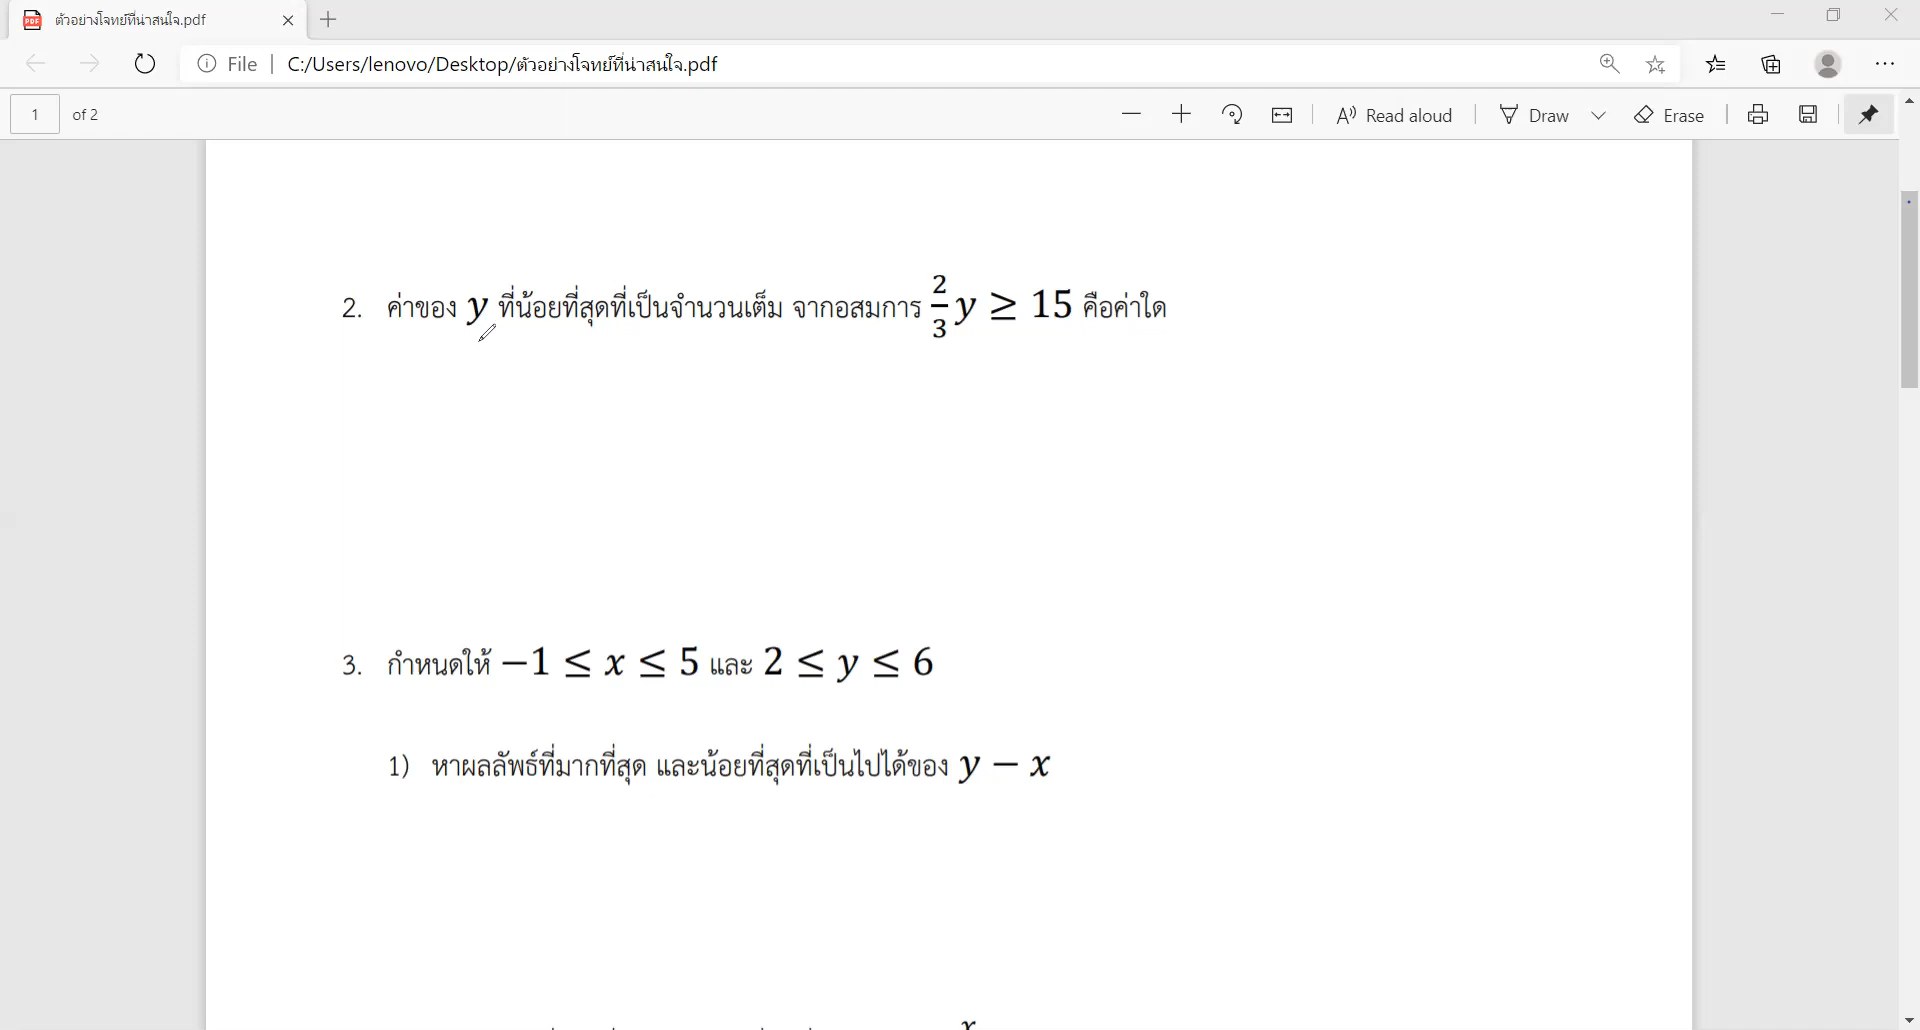 ตัวอย่างโจทย์ที่น่าสนใจ.pdf
File | C:/Users/lenovo/Desktop/ตัวอย่างโจทย์ที่น่าสนใจ.pdf
1 of 2 Read aloud Draw Erase
2. ค่าของ y ที่น้อยที่สุดที่เป็นจำนวนเต็ม จากอสมการ 2/3 y ≥ 15 คือค่าใด
3. กำหนดให้ −1 ≤ x ≤ 5 และ 2 ≤ y ≤ 6
1) หาผลลัพธ์ที่มากที่สุด และน้อยที่สุดที่เป็นไปได้ของ y − x